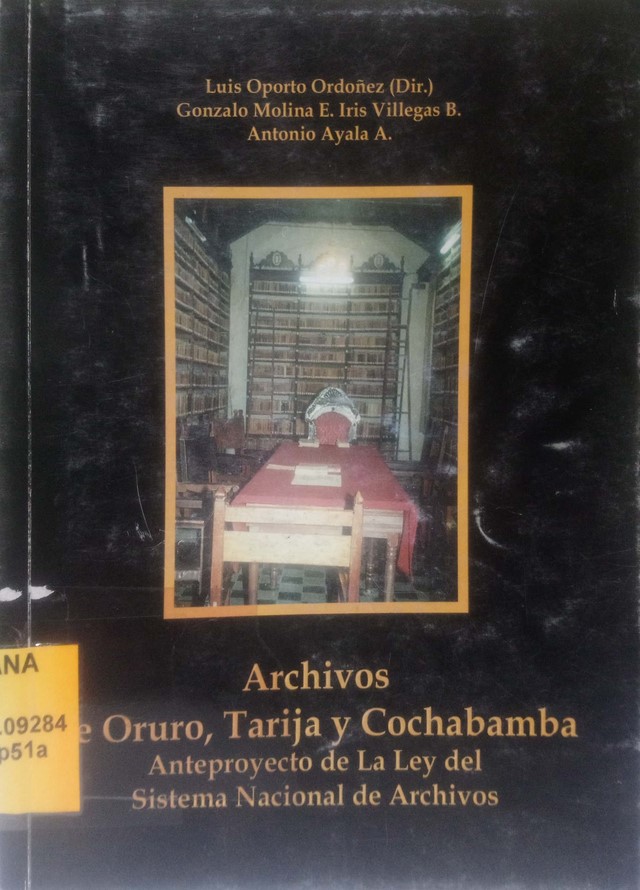 Luis Oporto Ordoñez (Dir.)
Gonzalo Molina E. Iris Villegas B.
Antonio Ayala A.
Archivos
e Oruro, Tarija y Cochabamba
Anteproyecto de La Ley del
Sistema Nacional de Archivos
ANA
.09284
p51a